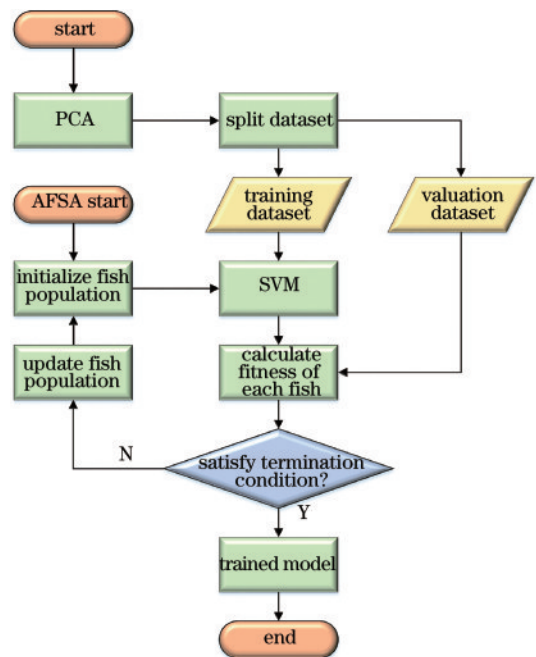 start
PCA
split dataset
training
dataset
valuation
dataset
AFSA start
initialize fish
population
SVM
update fish
population
calculate
fitness of
each fish
N
satisfy termination
condition?
Y
trained model
end